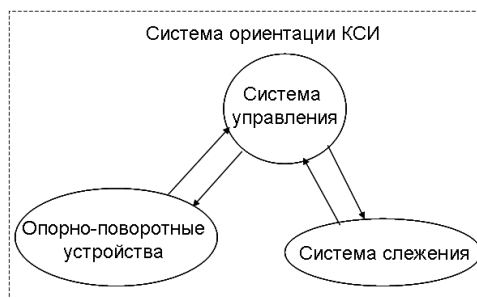 Система ориентации КСИ
Система
управления
Опорно-поворотные
устройства
Система слежения